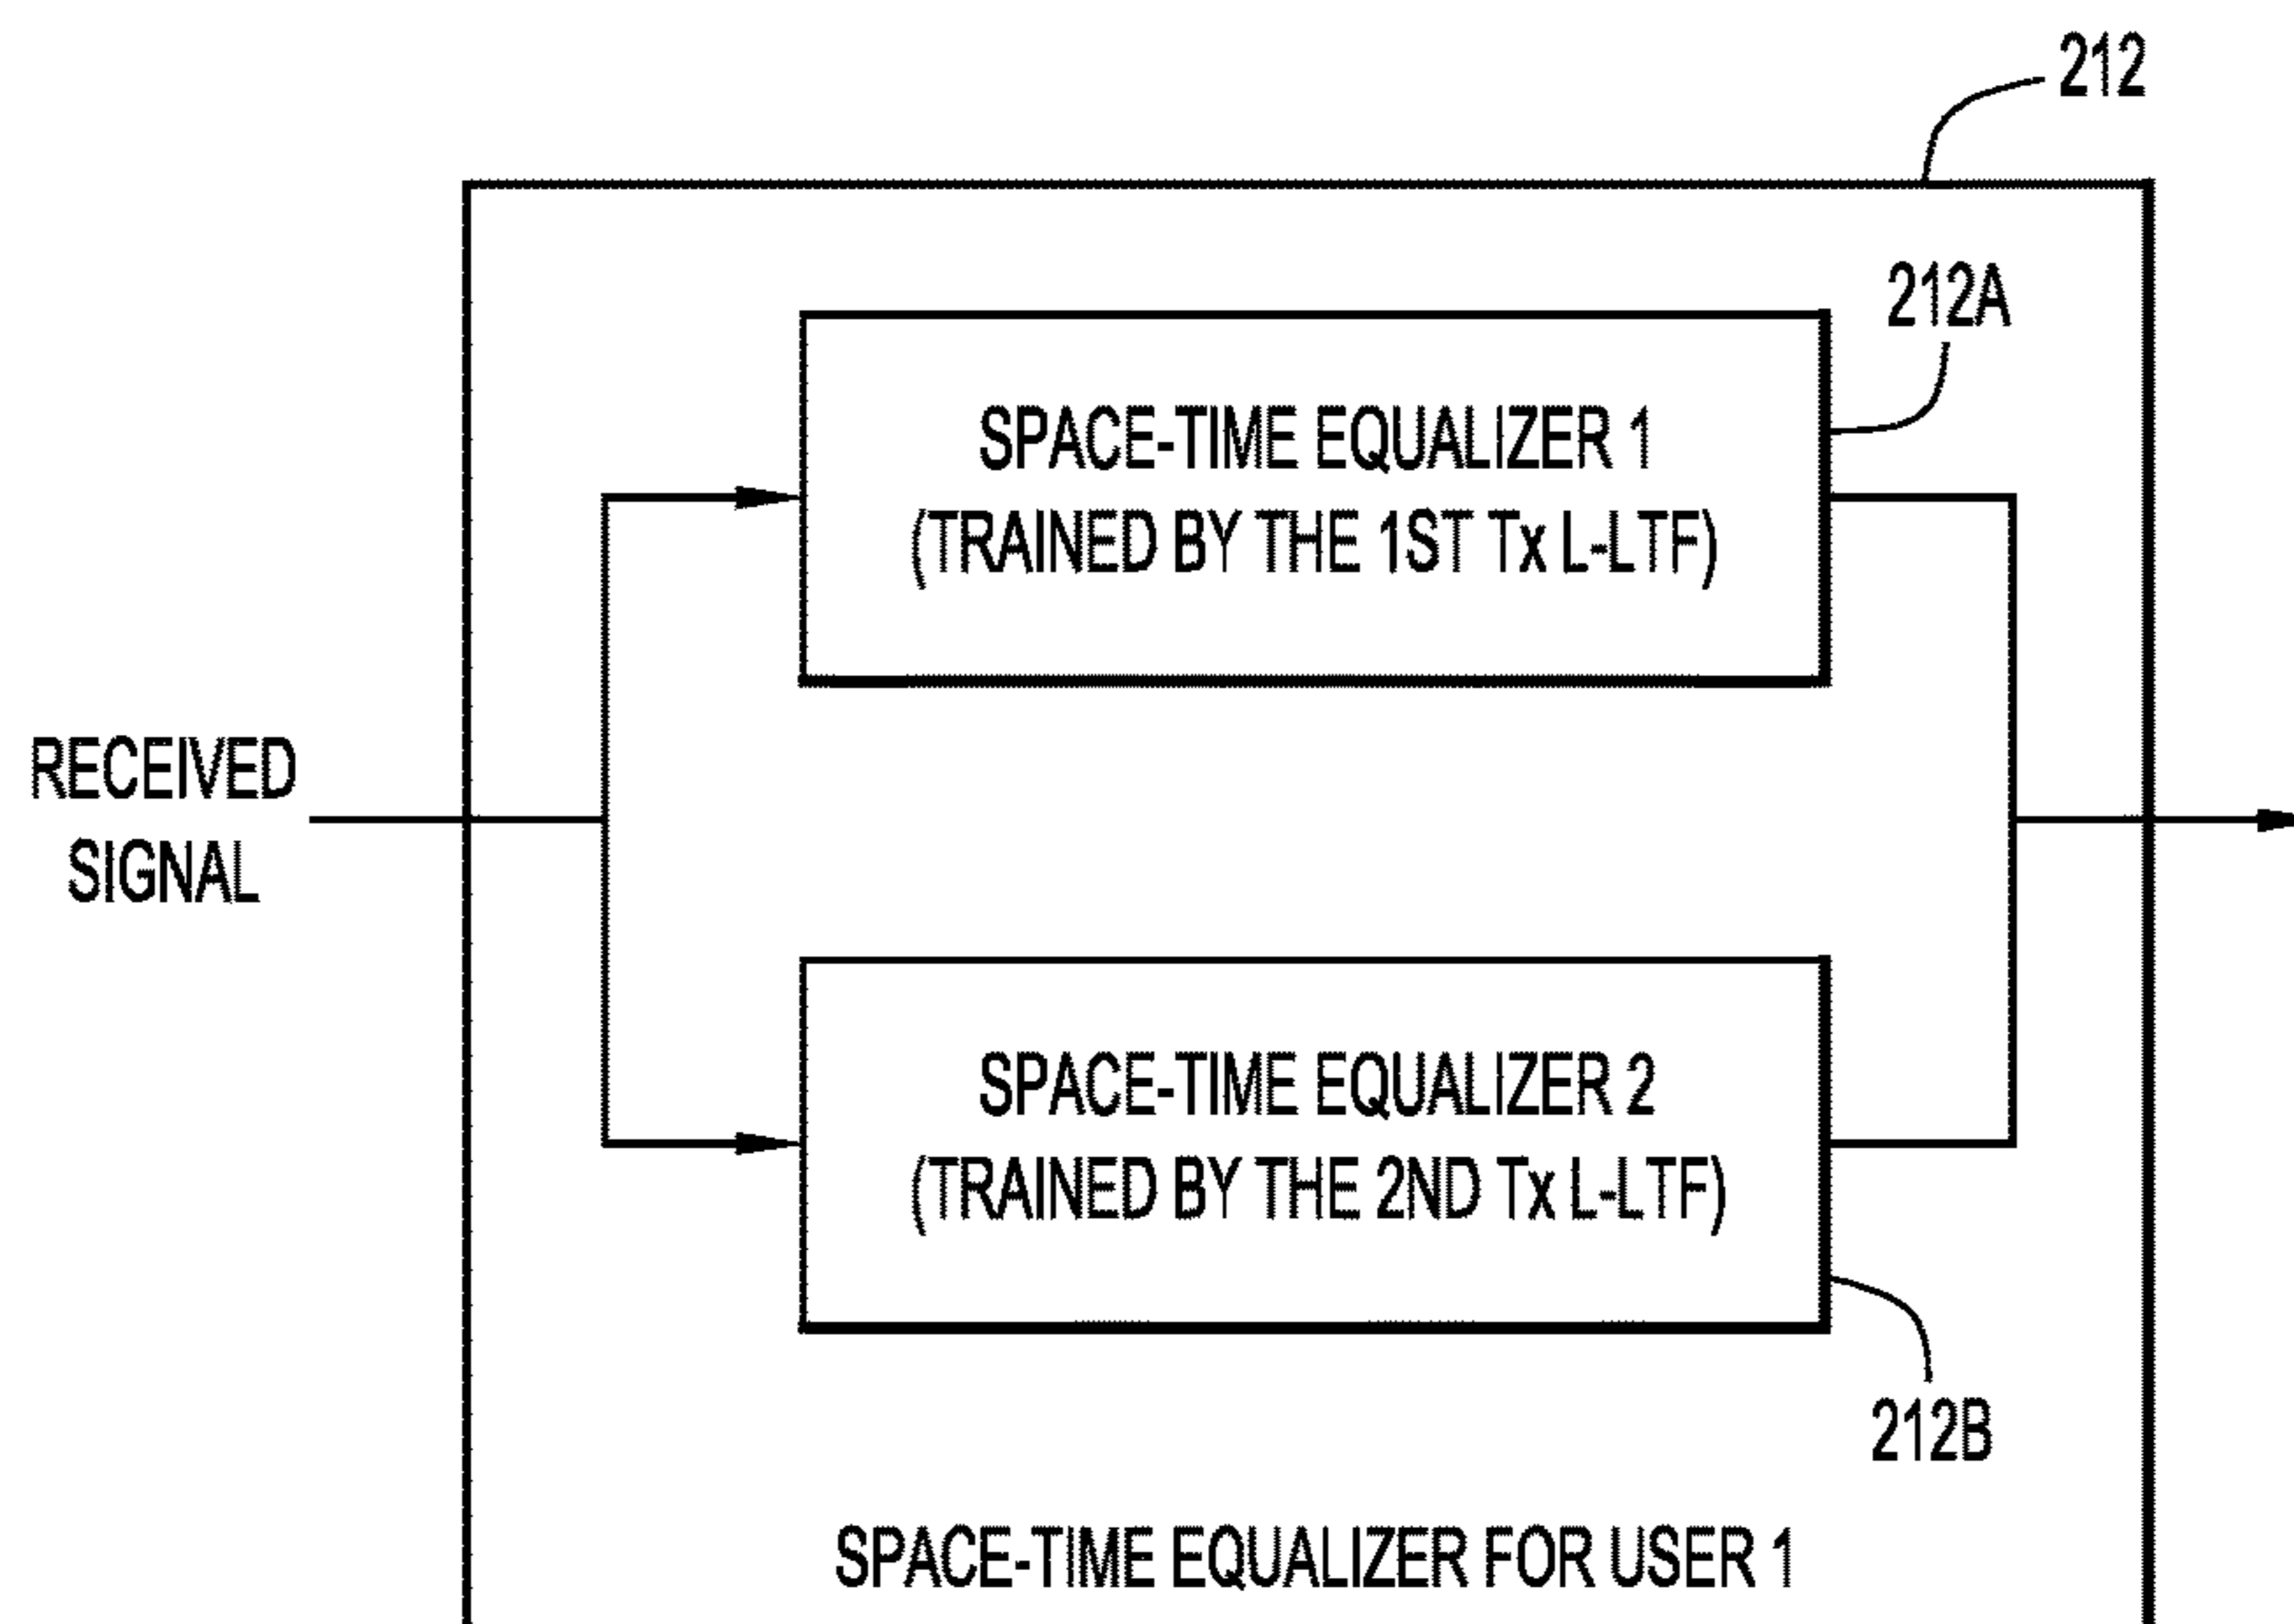 212
212A
SPACE-TIME EQUALIZER 1
(TRAINED BY THE 1ST Tx L-LTF)
RECEIVED
SIGNAL
SPACE-TIME EQUALIZER 2
(TRAINED BY THE 2ND Tx L-LTF)
212B
SPACE-TIME EQUALIZER FOR USER 1